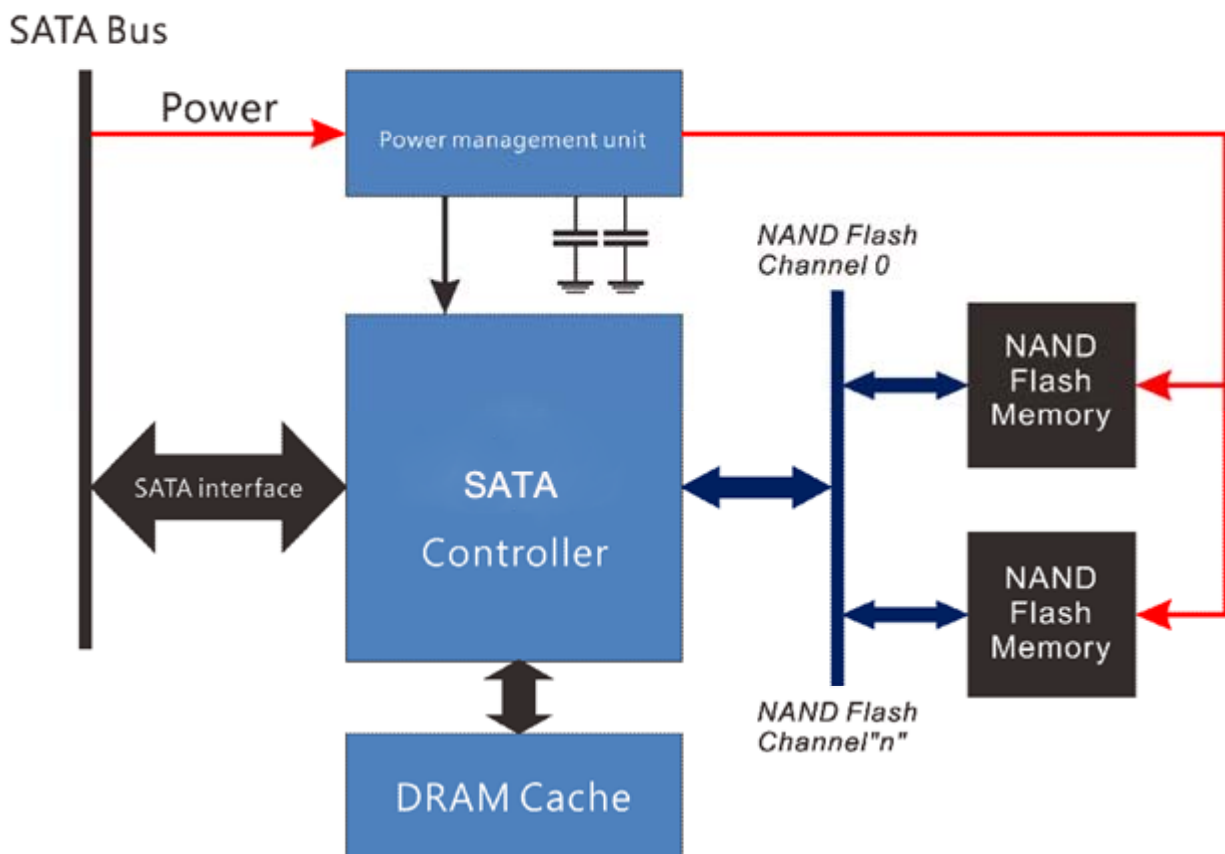 SATA Bus
Power
Power management unit
NAND Flash
Channel 0
NAND
Flash
Memory
SATA interface
SATA
Controller
NAND
Flash
Memory
NAND Flash
Channel"n"
DRAM Cache